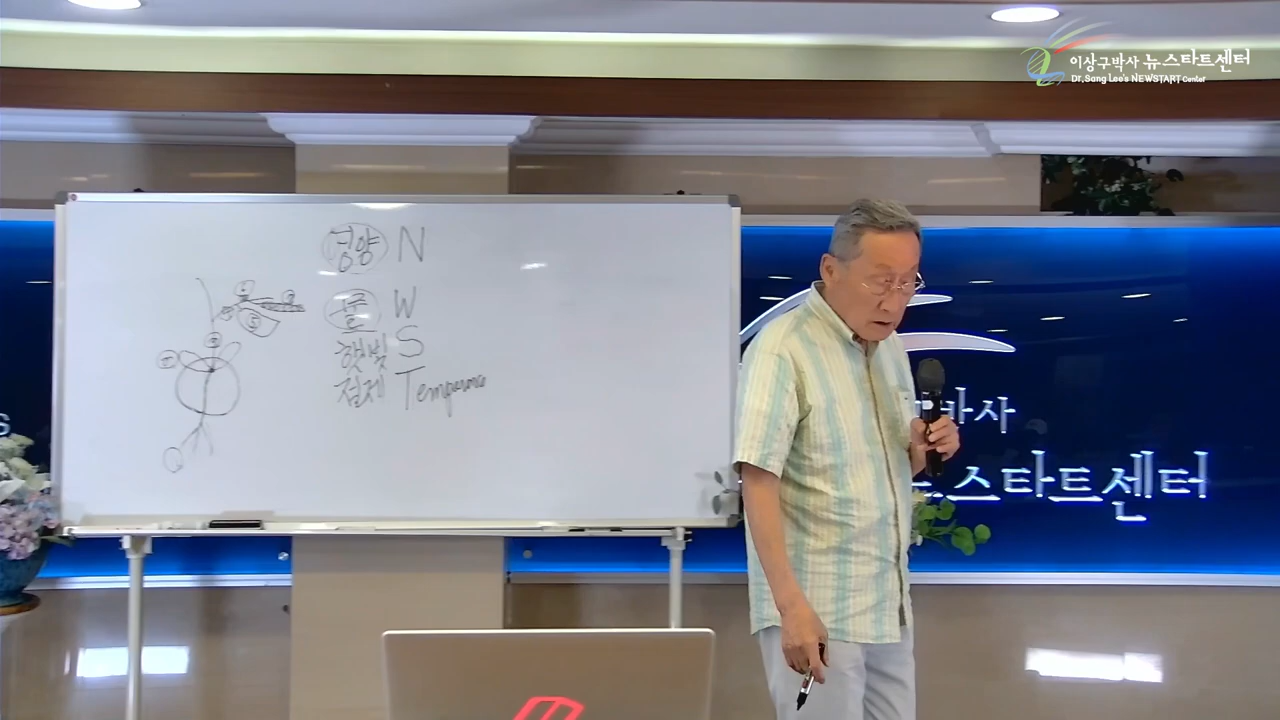 이상구박사 뉴스타트센터
Dr. Sang Lee's NEWSTART Center
영양 N
물 W
햇빛 S
절제 Tempera
박사
뉴스타트센터
S